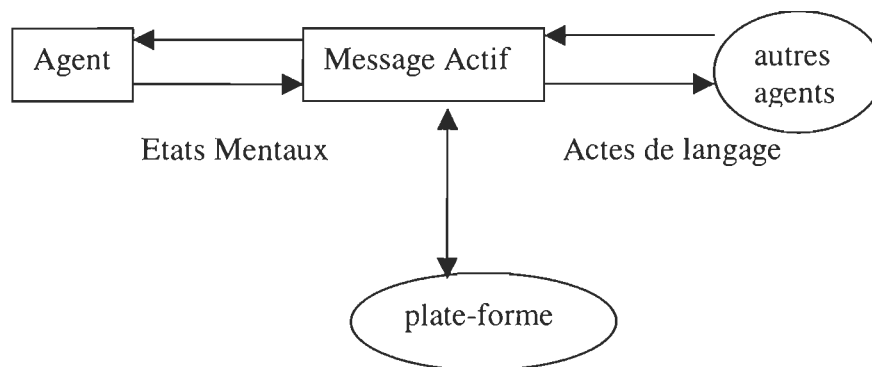 Agent
Message Actif
autres
agents
Etats Mentaux
Actes de langage
plate-forme